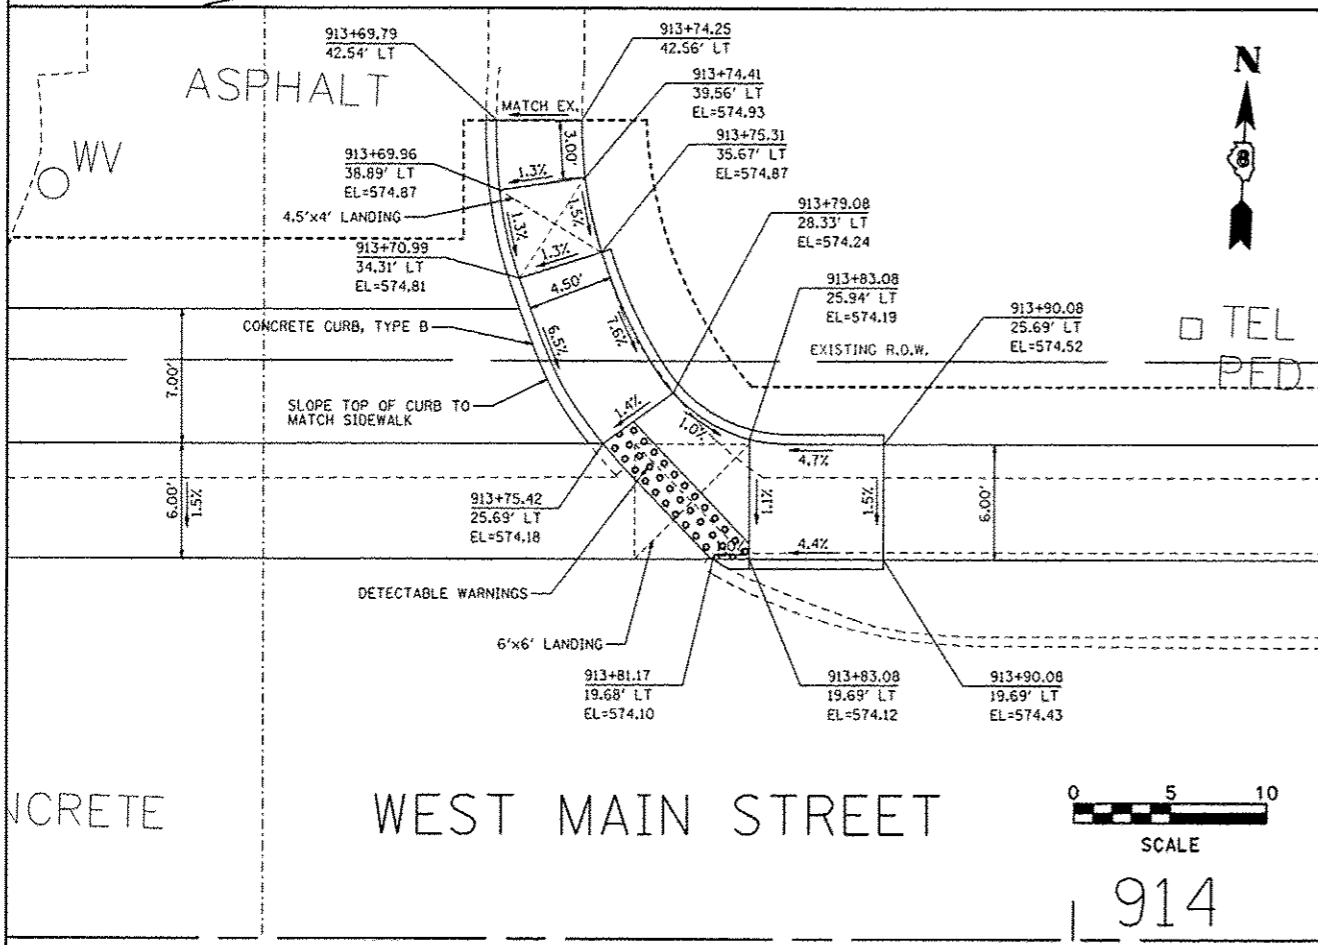 913+69.79
42.54' LT
913+74.25
42.56' LT
N
8
ASPHALT
913+74.41
39.56' LT
EL=574.93
MATCH EX.
3.00'
913+75.31
35.67' LT
EL=574.87
WV
913+69.96
38.89' LT
EL=574.87
1.3%
4.5'x4' LANDING
1.3%
1.5%
913+79.08
28.33' LT
EL=574.24
913+70.99
34.31' LT
EL=574.81
1.3%
4.50'
913+83.08
25.94' LT
EL=574.19
913+90.08
25.69' LT
EL=574.52
TEL
PED
CONCRETE CURB, TYPE B
6.5%
7.6%
EXISTING R.O.W.
7.00'
SLOPE TOP OF CURB TO
MATCH SIDEWALK
1.4%
1.0%
4.7%
6.00'
1.5%
913+75.42
25.69' LT
EL=574.18
1.1%
1.5%
6.00'
4.4%
DETECTABLE WARNINGS
6'x6' LANDING
913+81.17
19.68' LT
EL=574.10
913+83.08
19.69' LT
EL=574.12
913+90.08
19.69' LT
EL=574.43
NCRETE
WEST MAIN STREET
0 5 10
SCALE
914